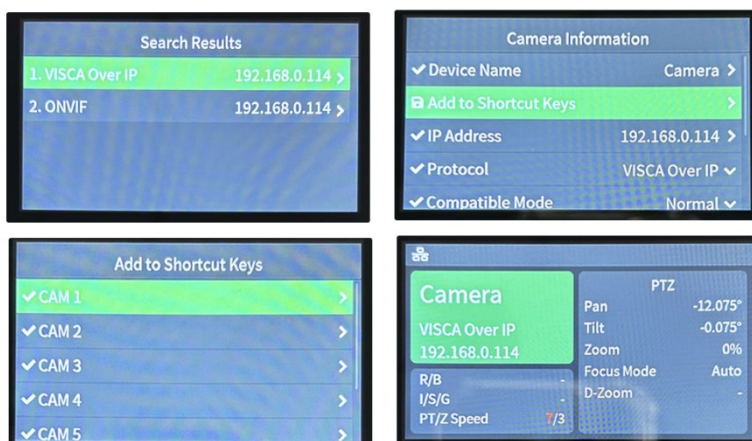 Search Results
1. VISCA Over IP 192.168.0.114
2. ONVIF 192.168.0.114
Camera Information
Device Name Camera
Add to Shortcut Keys
IP Address 192.168.0.114
Protocol VISCA Over IP
Compatible Mode Normal
Add to Shortcut Keys
CAM 1
CAM 2
CAM 3
CAM 4
CAM 5
Camera
VISCA Over IP
192.168.0.114
R/B -
I/S/G -
PT/Z Speed 7/3
PTZ
Pan -12.075°
Tilt -0.075°
Zoom 0%
Focus Mode Auto
D-Zoom -